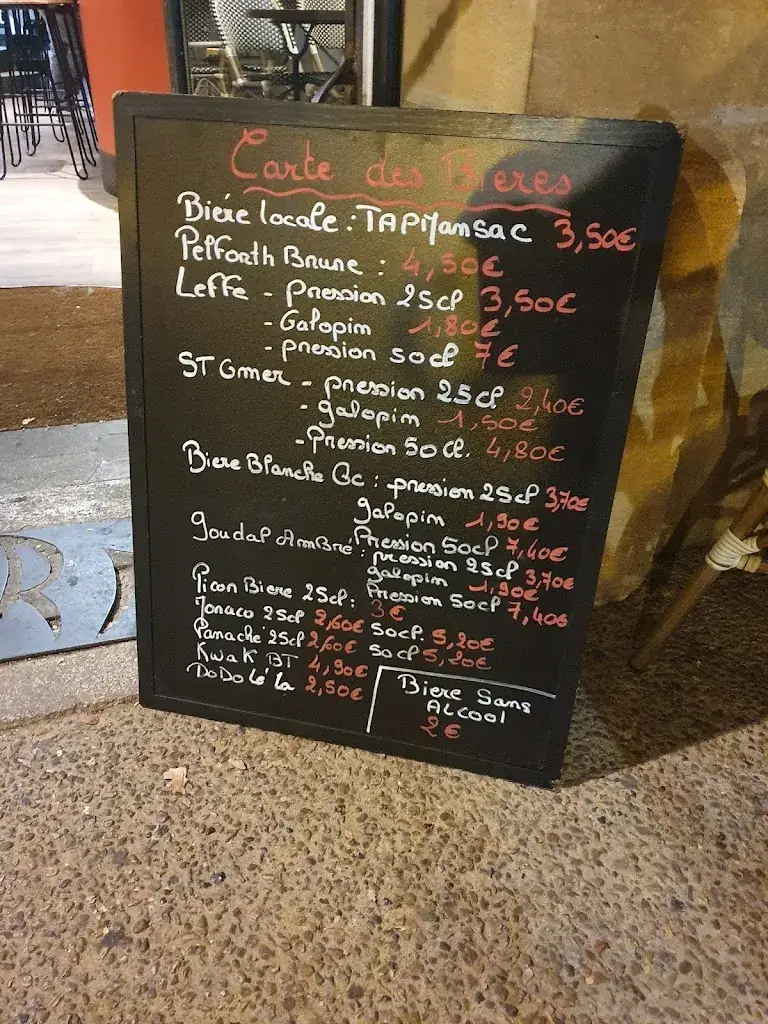 Carte des Bieres
Bière locale : TAPMansac 3,50€
Pelforth Brune : 4,50€
Leffe - pression 25cl 3,50€
- Galopim 1,80€
- pression 50cl 7€
ST Omer - pression 25cl 2,40€
- galopim 1,50€
- Pression 50cl. 4,80€
Biere Blanche Gc : pression 25cl 3,70€
galopim 1,90€
Pression 50cl 7,40€
Goudal Ambré : pression 25cl 3,70€
galopim 1,90€
Pression 50cl 7,40€
Picon Biere 25cl : 3€
Monaco 25cl 2,60€ 50cl. 5,20€
Panaché 25cl 2,60€ 50cl 5,20€
KwaK BT 4,90€
DoDo Lé La 2,50€
Biere Sans
ALCool
2€